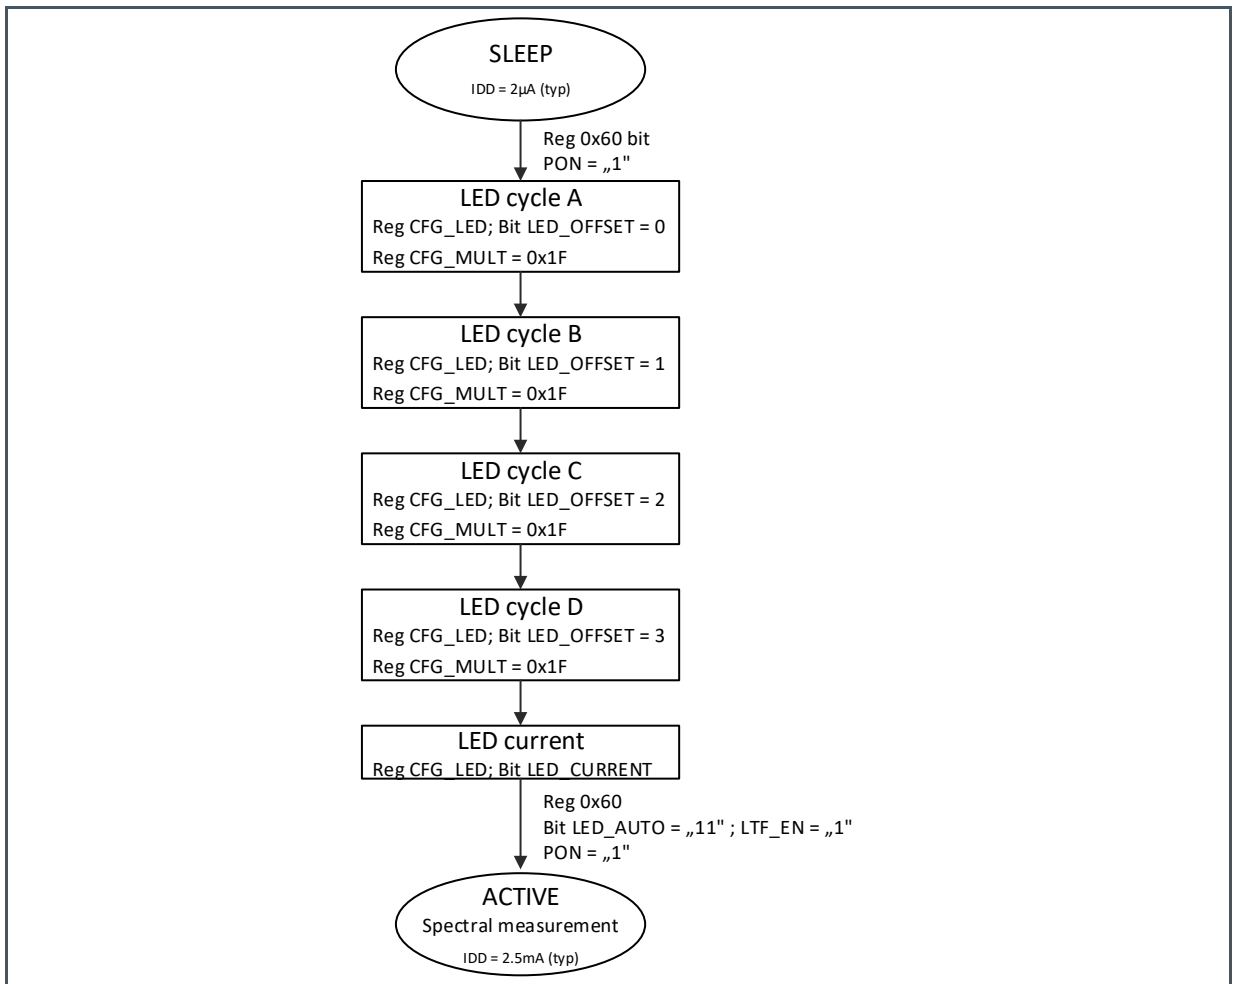 SLEEP
IDD = 2µA (typ)
Reg 0x60 bit
PON = „1"
LED cycle A
Reg CFG_LED; Bit LED_OFFSET = 0
Reg CFG_MULT = 0x1F
LED cycle B
Reg CFG_LED; Bit LED_OFFSET = 1
Reg CFG_MULT = 0x1F
LED cycle C
Reg CFG_LED; Bit LED_OFFSET = 2
Reg CFG_MULT = 0x1F
LED cycle D
Reg CFG_LED; Bit LED_OFFSET = 3
Reg CFG_MULT = 0x1F
LED current
Reg CFG_LED; Bit LED_CURRENT
Reg 0x60
Bit LED_AUTO = „11" ; LTF_EN = „1"
PON = „1"
ACTIVE
Spectral measurement
IDD = 2.5mA (typ)